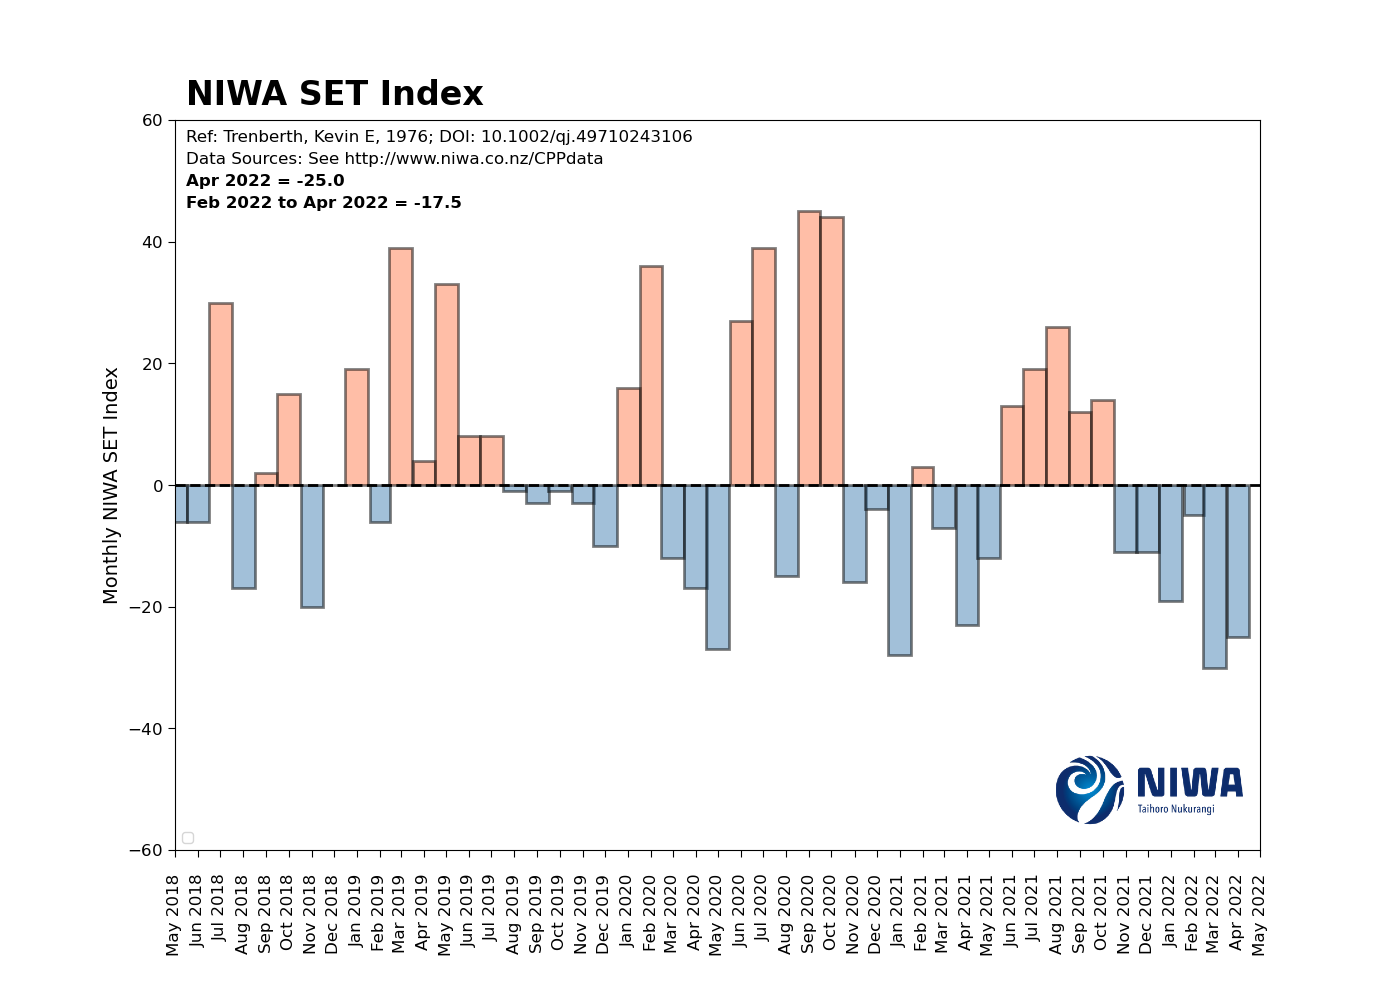 NIWA SET Index
Ref: Trenberth, Kevin E, 1976; DOI: 10.1002/qj.49710243106
Data Sources: See http://www.niwa.co.nz/CPPdata
Apr 2022 = -25.0
Feb 2022 to Apr 2022 = -17.5
Monthly NIWA SET Index
60
40
20
0
−20
−40
−60
NIWA
Taihoro Nukurangi
May 2018
Jun 2018
Jul 2018
Aug 2018
Sep 2018
Oct 2018
Nov 2018
Dec 2018
Jan 2019
Feb 2019
Mar 2019
Apr 2019
May 2019
Jun 2019
Jul 2019
Aug 2019
Sep 2019
Oct 2019
Nov 2019
Dec 2019
Jan 2020
Feb 2020
Mar 2020
Apr 2020
May 2020
Jun 2020
Jul 2020
Aug 2020
Sep 2020
Oct 2020
Nov 2020
Dec 2020
Jan 2021
Feb 2021
Mar 2021
Apr 2021
May 2021
Jun 2021
Jul 2021
Aug 2021
Sep 2021
Oct 2021
Nov 2021
Dec 2021
Jan 2022
Feb 2022
Mar 2022
Apr 2022
May 2022